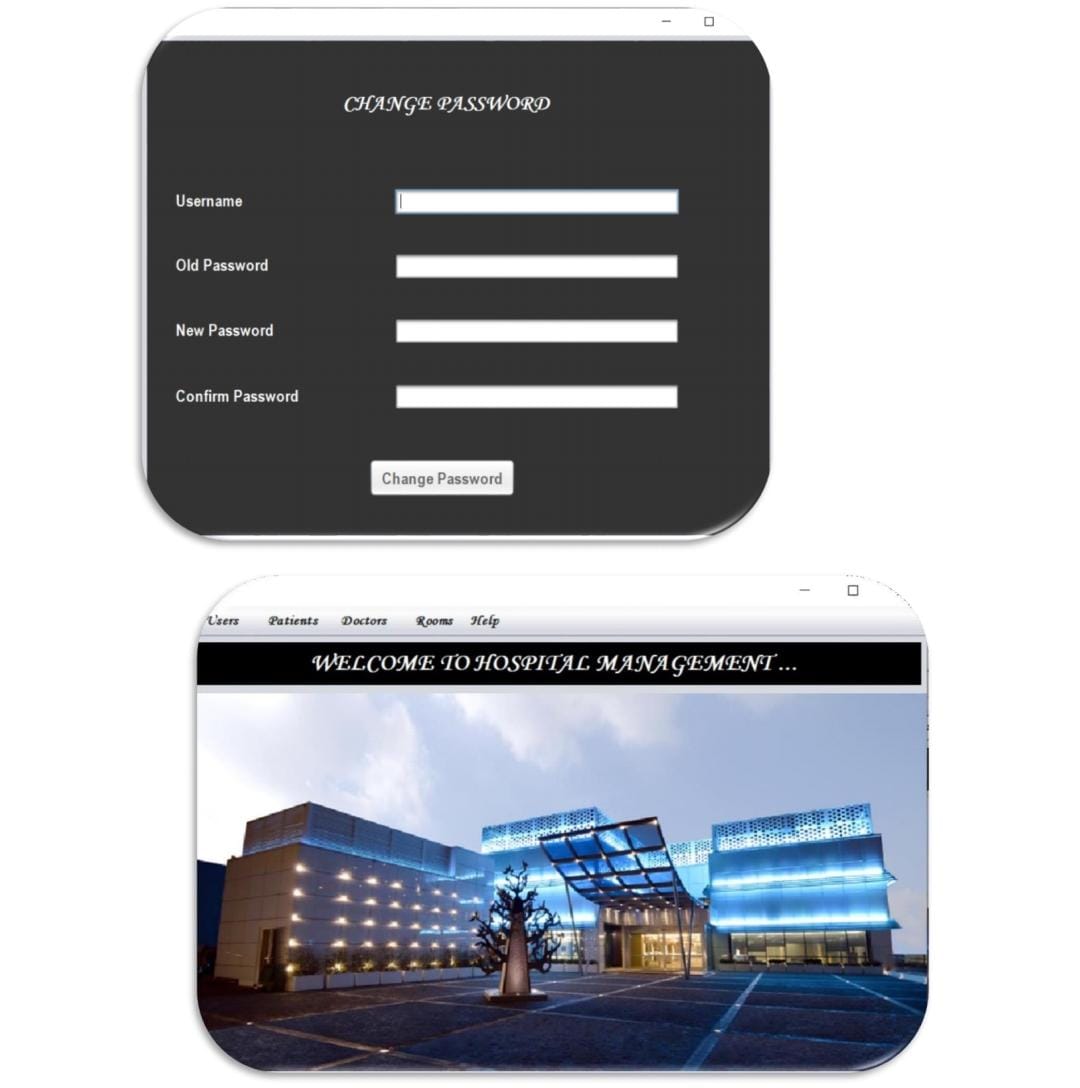 CHANGE PASSWORD
Username
Old Password
New Password
Confirm Password
Change Password
Users Patients Doctors Rooms Help
WELCOME TO HOSPITAL MANAGEMENT ...